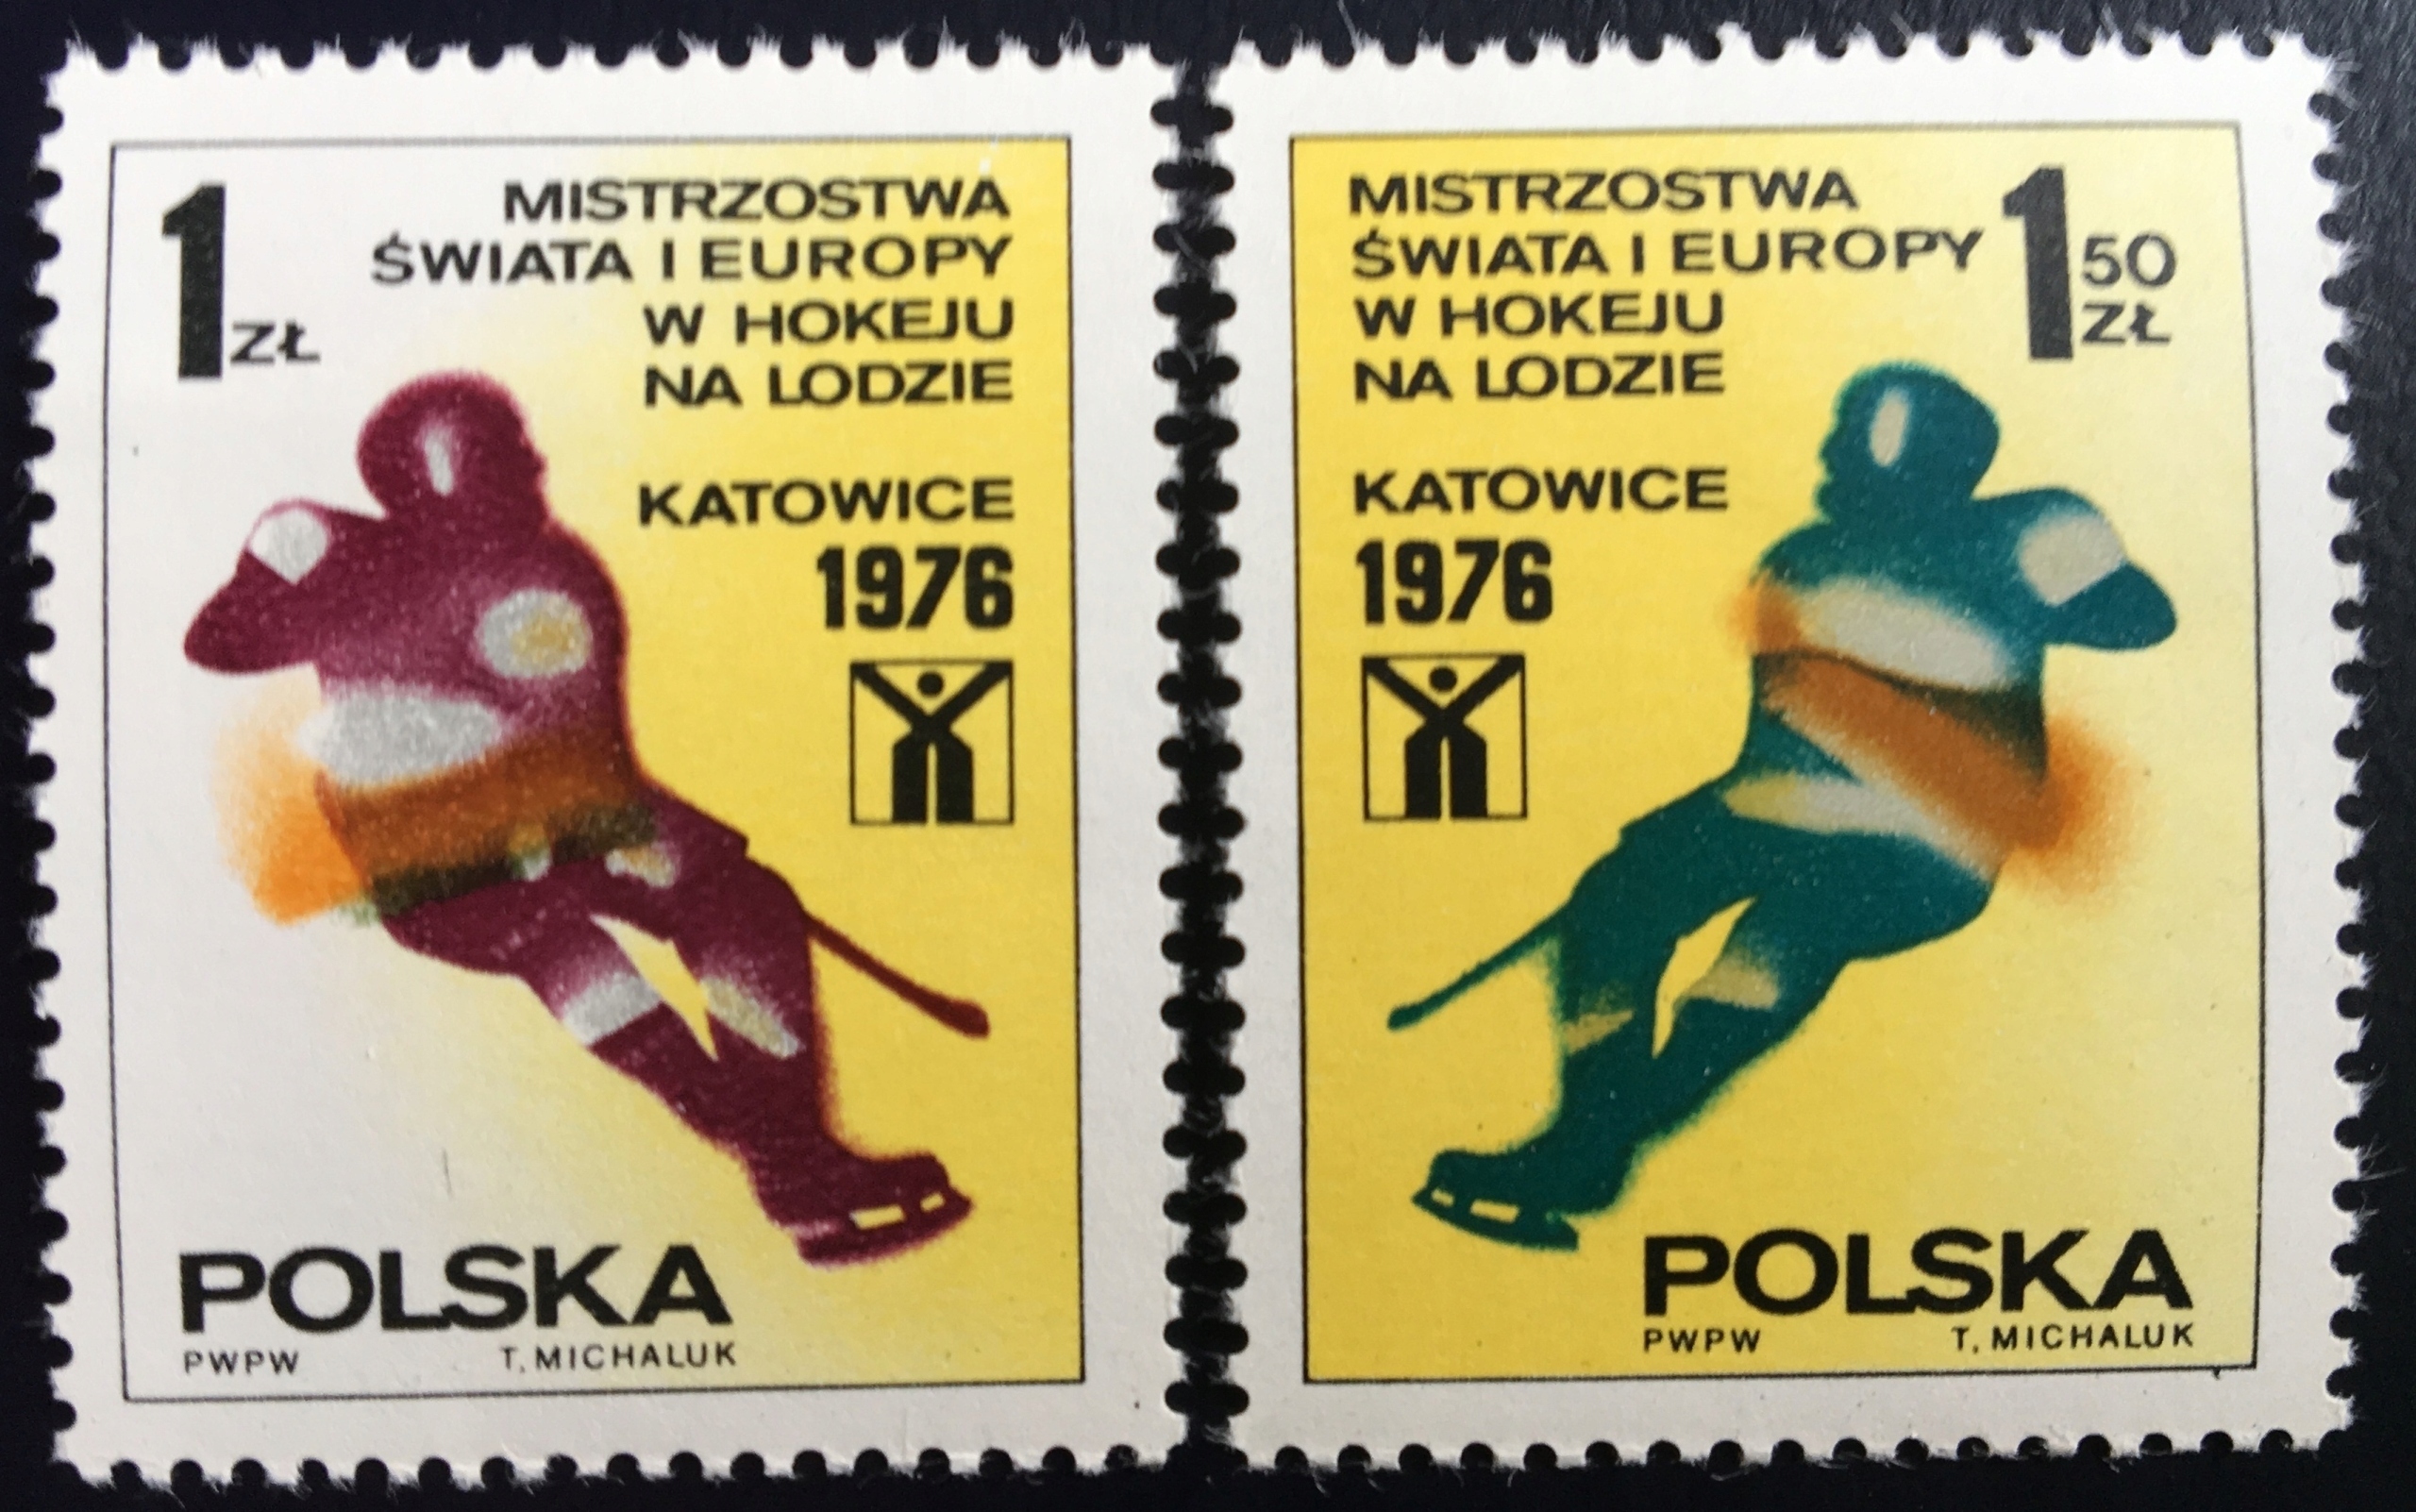 1 ZŁ
MISTRZOSTWA
ŚWIATA I EUROPY
W HOKEJU
NA LODZIE
KATOWICE
1976
POLSKA
PWPW T. MICHALUK
MISTRZOSTWA
ŚWIATA I EUROPY
W HOKEJU
NA LODZIE
1 50 ZŁ
KATOWICE
1976
POLSKA
PWPW T. MICHALUK